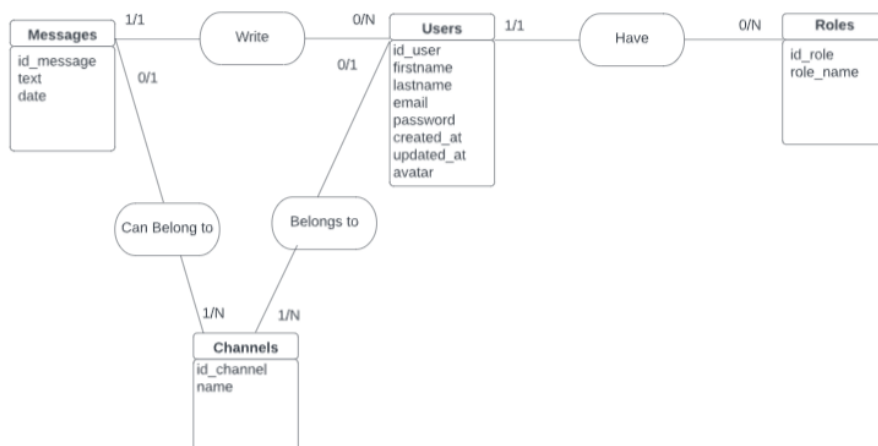 1/1
Write
0/N
Messages
id_message
text
date
0/1
Users
id_user
firstname
lastname
email
password
created_at
updated_at
avatar
0/1
1/1
Have
0/N
Roles
id_role
role_name
Can Belong to
Belongs to
1/N
1/N
Channels
id_channel
name